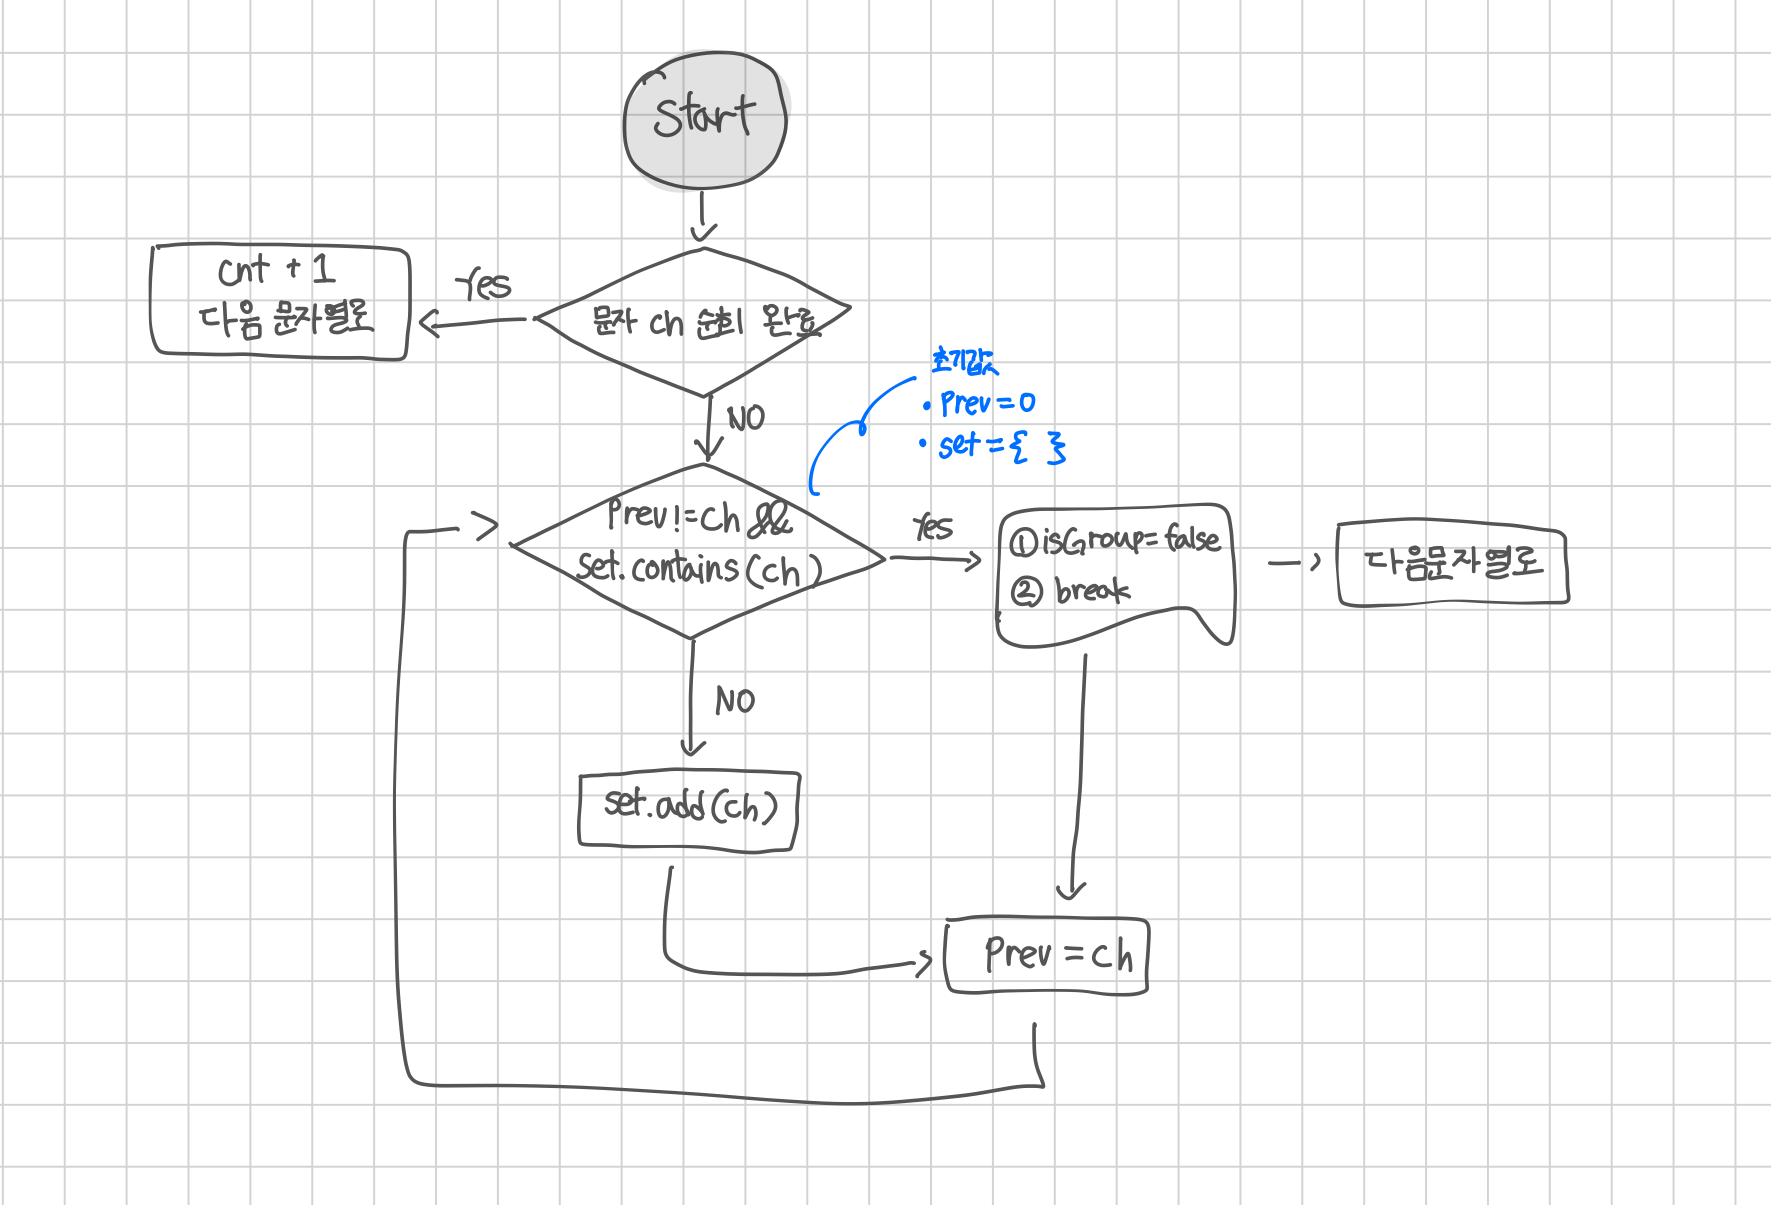 Start
cnt + 1
다음 문자열로
Yes
문자 ch 순회 완료
NO
초기값
• Prev = 0
• set = { }
Prev != ch &&
set.contains(ch)
Yes
① isGroup = false
② break
다음 문자열로
NO
set.add(ch)
Prev = ch